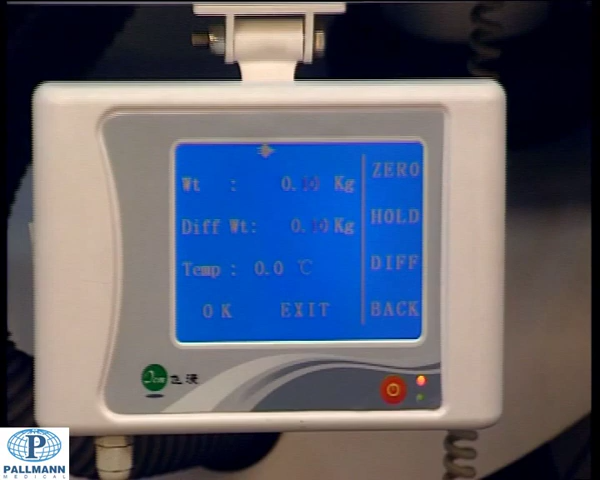 Wt : 0.10 Kg
Diff Wt: 0.10 Kg
Temp : 0.0 ℃
OK EXIT
ZERO
HOLD
DIFF
BACK
P
PALLMANN
MEDICAL